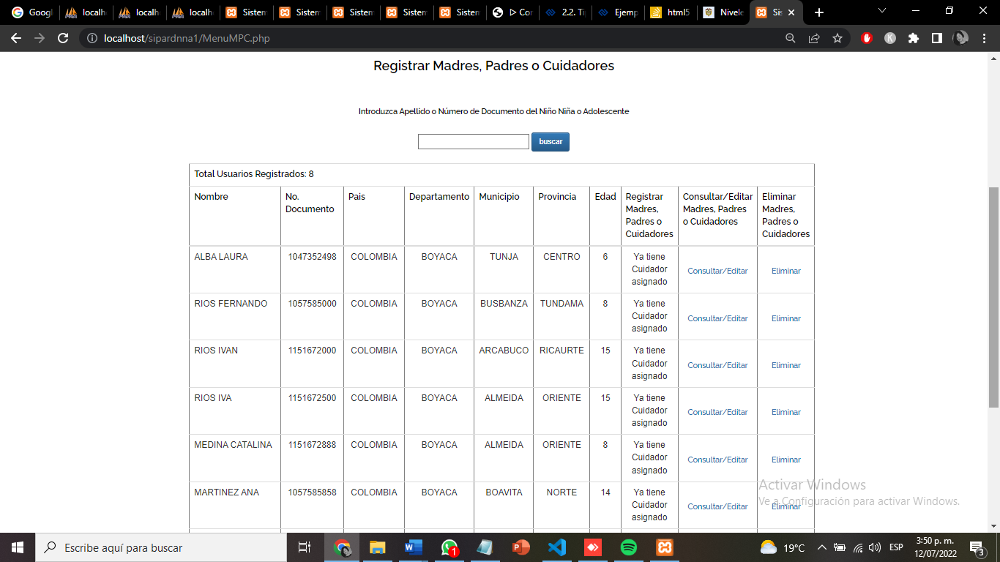 Googl
localh
localh
localh
Sistem
Sistem
Sistem
Sistem
Sistem
▷ Cor
2.2. Ti
Ejemp
html5
Nivele
Sis
localhost/sipardnna1/MenuMPC.php
K
Registrar Madres, Padres o Cuidadores
Introduzca Apellido o Número de Documento del Niño Niña o Adolescente
buscar
Total Usuarios Registrados: 8
Nombre No. Documento Pais Departamento Municipio Provincia Edad Registrar Madres, Padres o Cuidadores Consultar/Editar Madres, Padres o Cuidadores Eliminar Madres, Padres o Cuidadores
ALBA LAURA 1047352498 COLOMBIA BOYACA TUNJA CENTRO 6 Ya tiene Cuidador asignado Consultar/Editar Eliminar
RIOS FERNANDO 1057585000 COLOMBIA BOYACA BUSBANZA TUNDAMA 8 Ya tiene Cuidador asignado Consultar/Editar Eliminar
RIOS IVAN 1151672000 COLOMBIA BOYACA ARCABUCO RICAURTE 15 Ya tiene Cuidador asignado Consultar/Editar Eliminar
RIOS IVA 1151672500 COLOMBIA BOYACA ALMEIDA ORIENTE 15 Ya tiene Cuidador asignado Consultar/Editar Eliminar
MEDINA CATALINA 1151672888 COLOMBIA BOYACA ALMEIDA ORIENTE 8 Ya tiene Cuidador asignado Consultar/Editar Eliminar
MARTINEZ ANA 1057585858 COLOMBIA BOYACA BOAVITA NORTE 14 Ya tiene Cuidador asignado Consultar/Editar Eliminar
Activar Windows
Ve a Configuración para activar Windows.
Escribe aquí para buscar
1
19°C
ESP
3:50 p. m.
12/07/2022
3